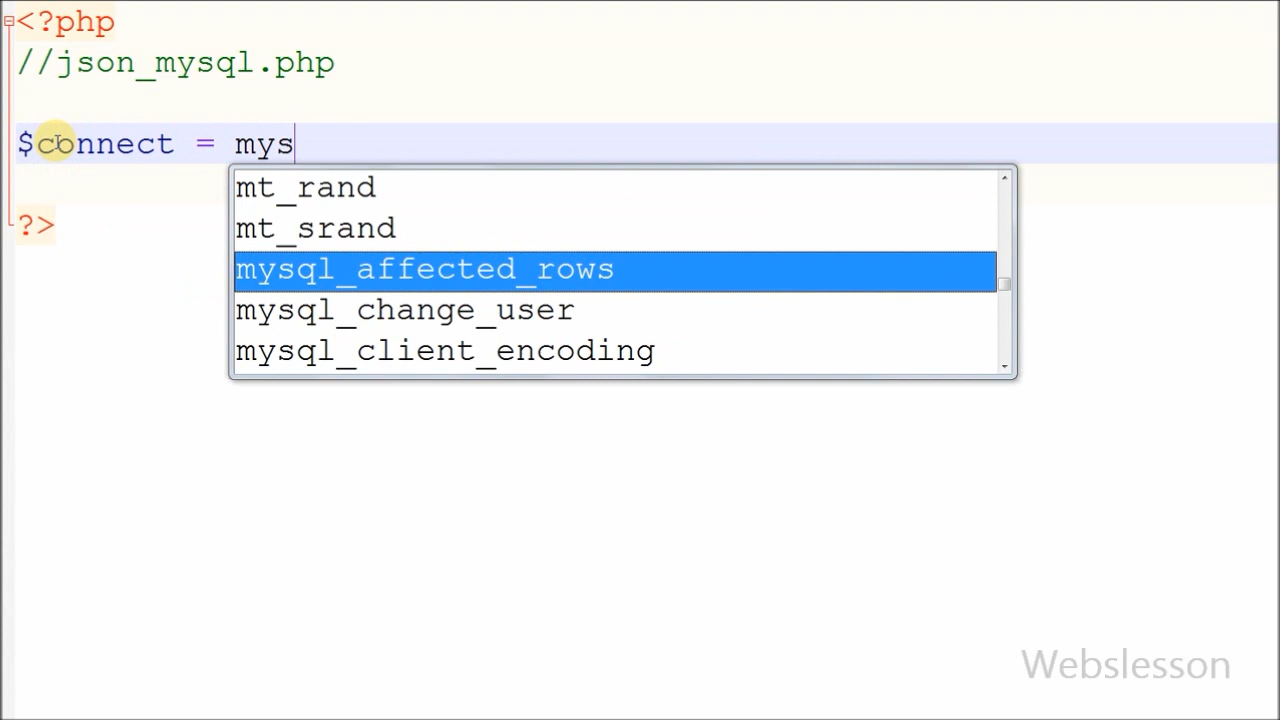 <?php
//json_mysql.php
$connect = mys
mt_rand
mt_srand
mysql_affected_rows
mysql_change_user
mysql_client_encoding
?>
Webslesson